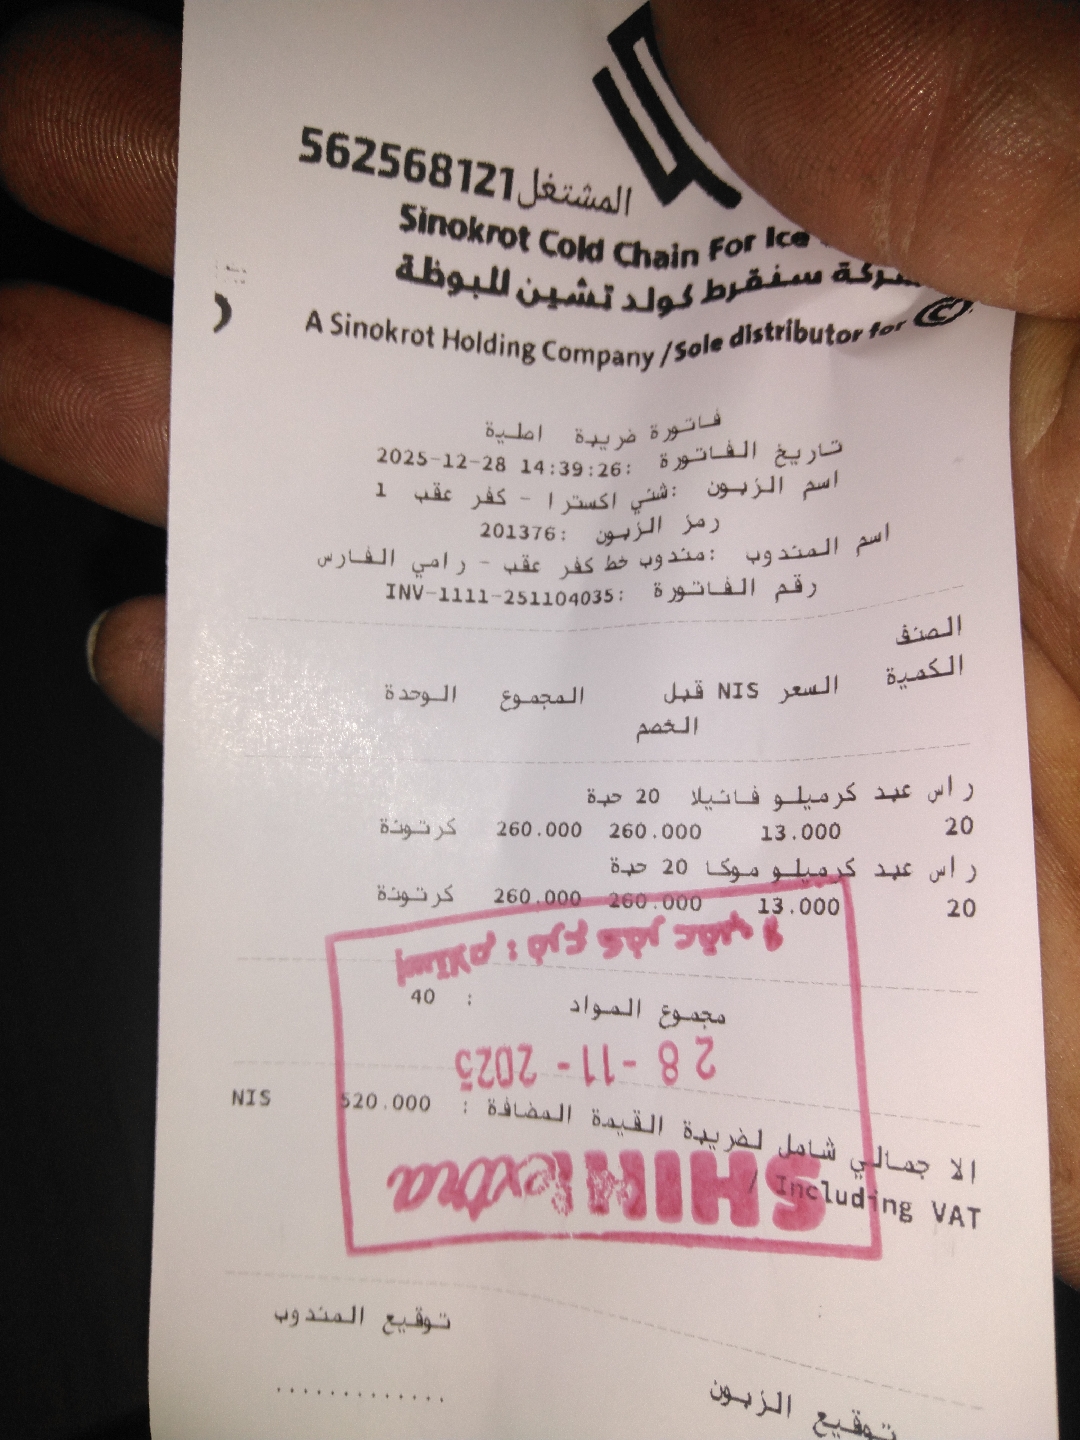 المشتغل 562568121
Sinokrot Cold Chain For Ice
شركة سنقرط كولد تشين للبوظة
A Sinokrot Holding Company / Sole distributor for
فاتورة ضريبة اصلية
تاريخ الفاتورة :2025-12-28 14:39:26
اسم الزبون :شني اكسترا - كفر عقب 1
رمز الزبون :201376
اسم المندوب :مندوب خط كفر عقب - رامي الفارس
رقم الفاتورة :INV-1111-251104035
الصنف
الكمية السعر NIS قبل المجموع الوحدة
الخصم
راس عبد كرميلو فانيلا 20 حبة
20 13.000 260.000 260.000 كرتونة
راس عبد كرميلو موكا 20 حبة
20 13.000 260.000 260.000 كرتونة
إستلام : فرع كفر عقب
مجموع المواد : 40
28-11-2025
الاجمالي شامل لضريبة القيمة المضافة : 520.000 NIS
/ Including VAT
SHINI extra
توقيع المندوب
.............
توقيع الزبون